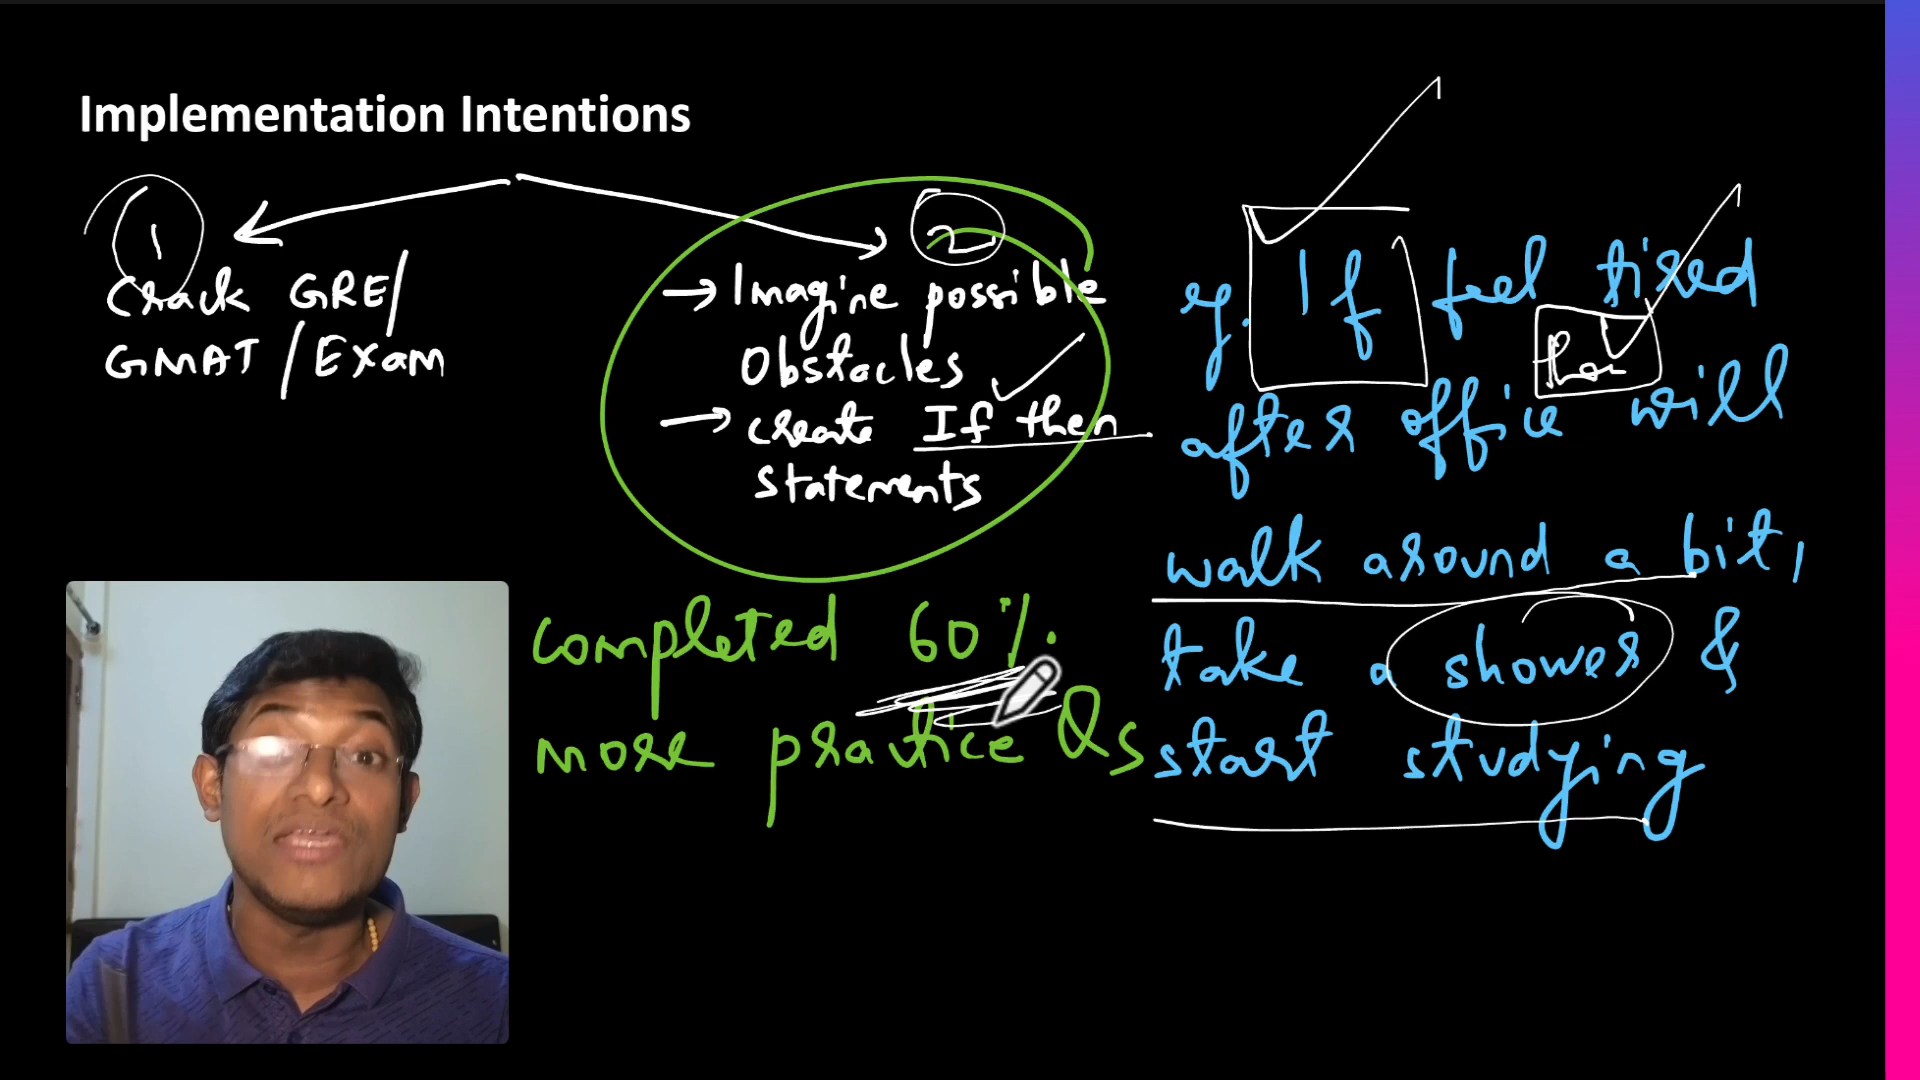 Implementation Intentions
1
Crack GRE/
GMAT / Exam
2
→ Imagine possible
Obstacles
→ create If then
statements
completed 60%
more practice Qs
eg. If feel tired
then
after office will
walk around a bit,
take a shower &
start studying